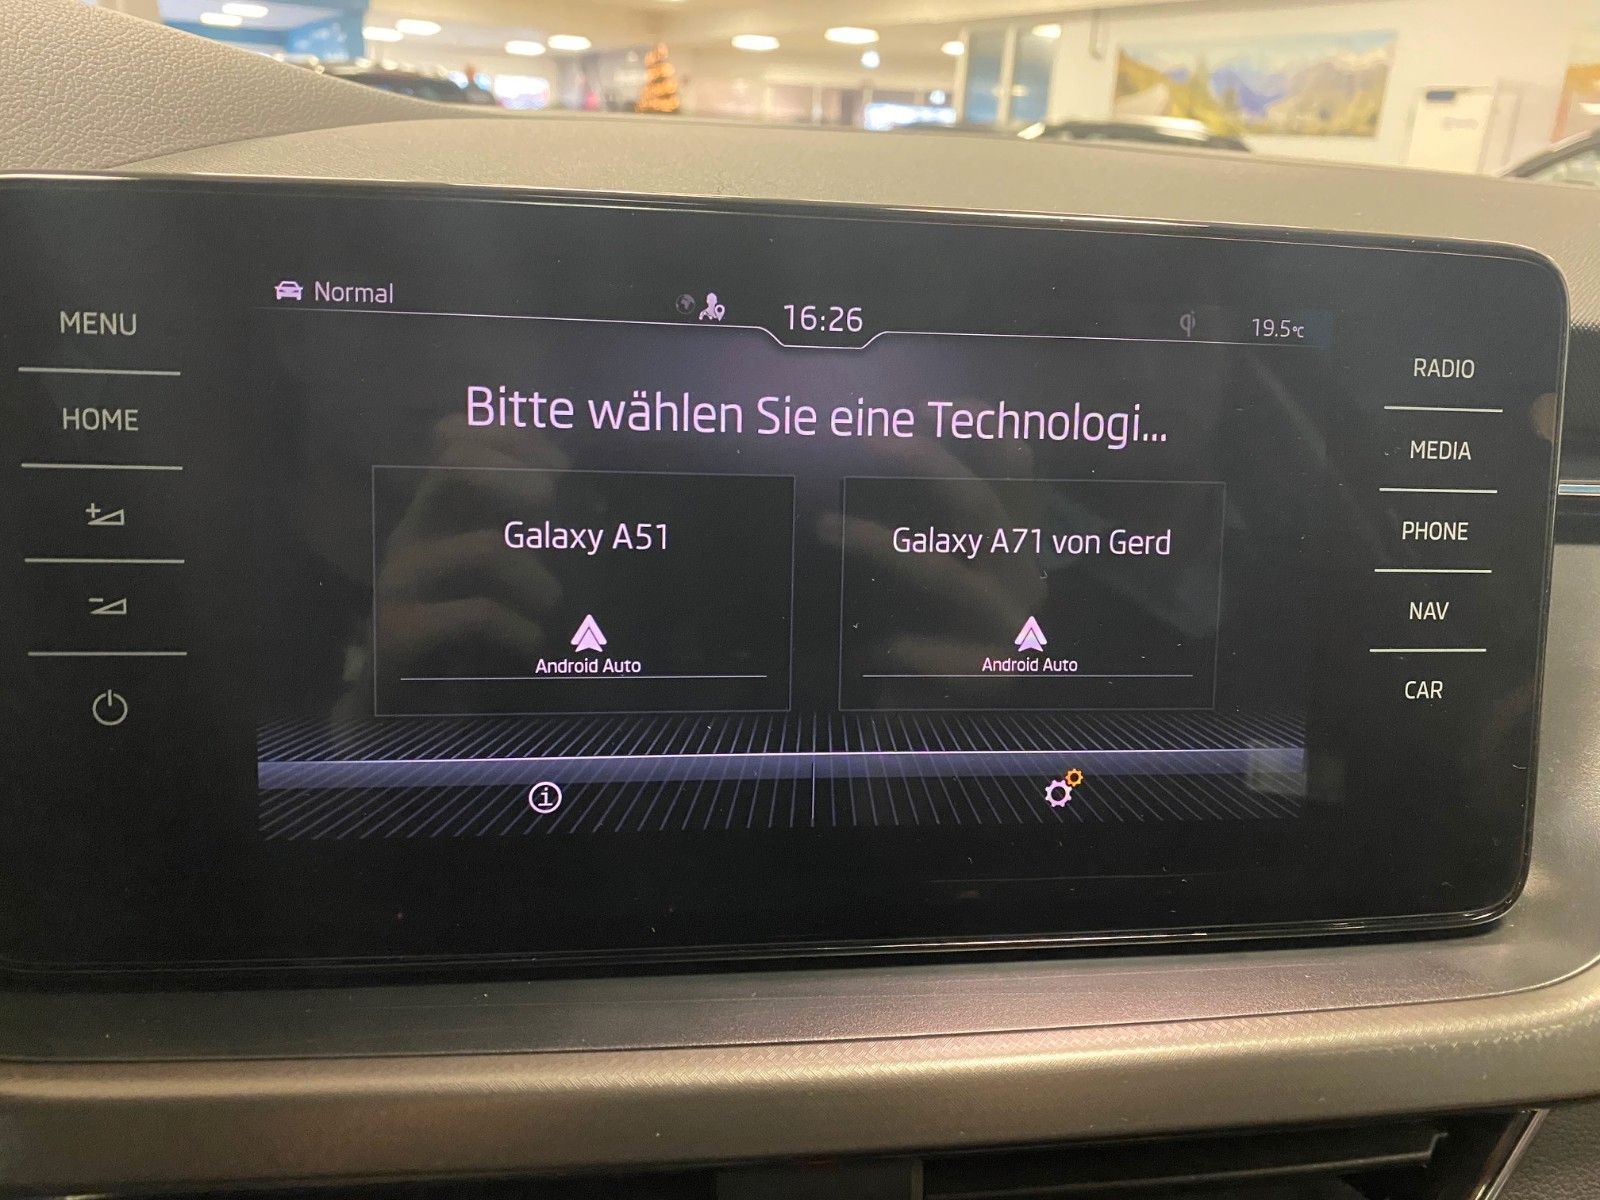 MENU
HOME
Normal
16:26
19.5°C
Bitte wählen Sie eine Technologi...
Galaxy A51
Android Auto
Galaxy A71 von Gerd
Android Auto
RADIO
MEDIA
PHONE
NAV
CAR